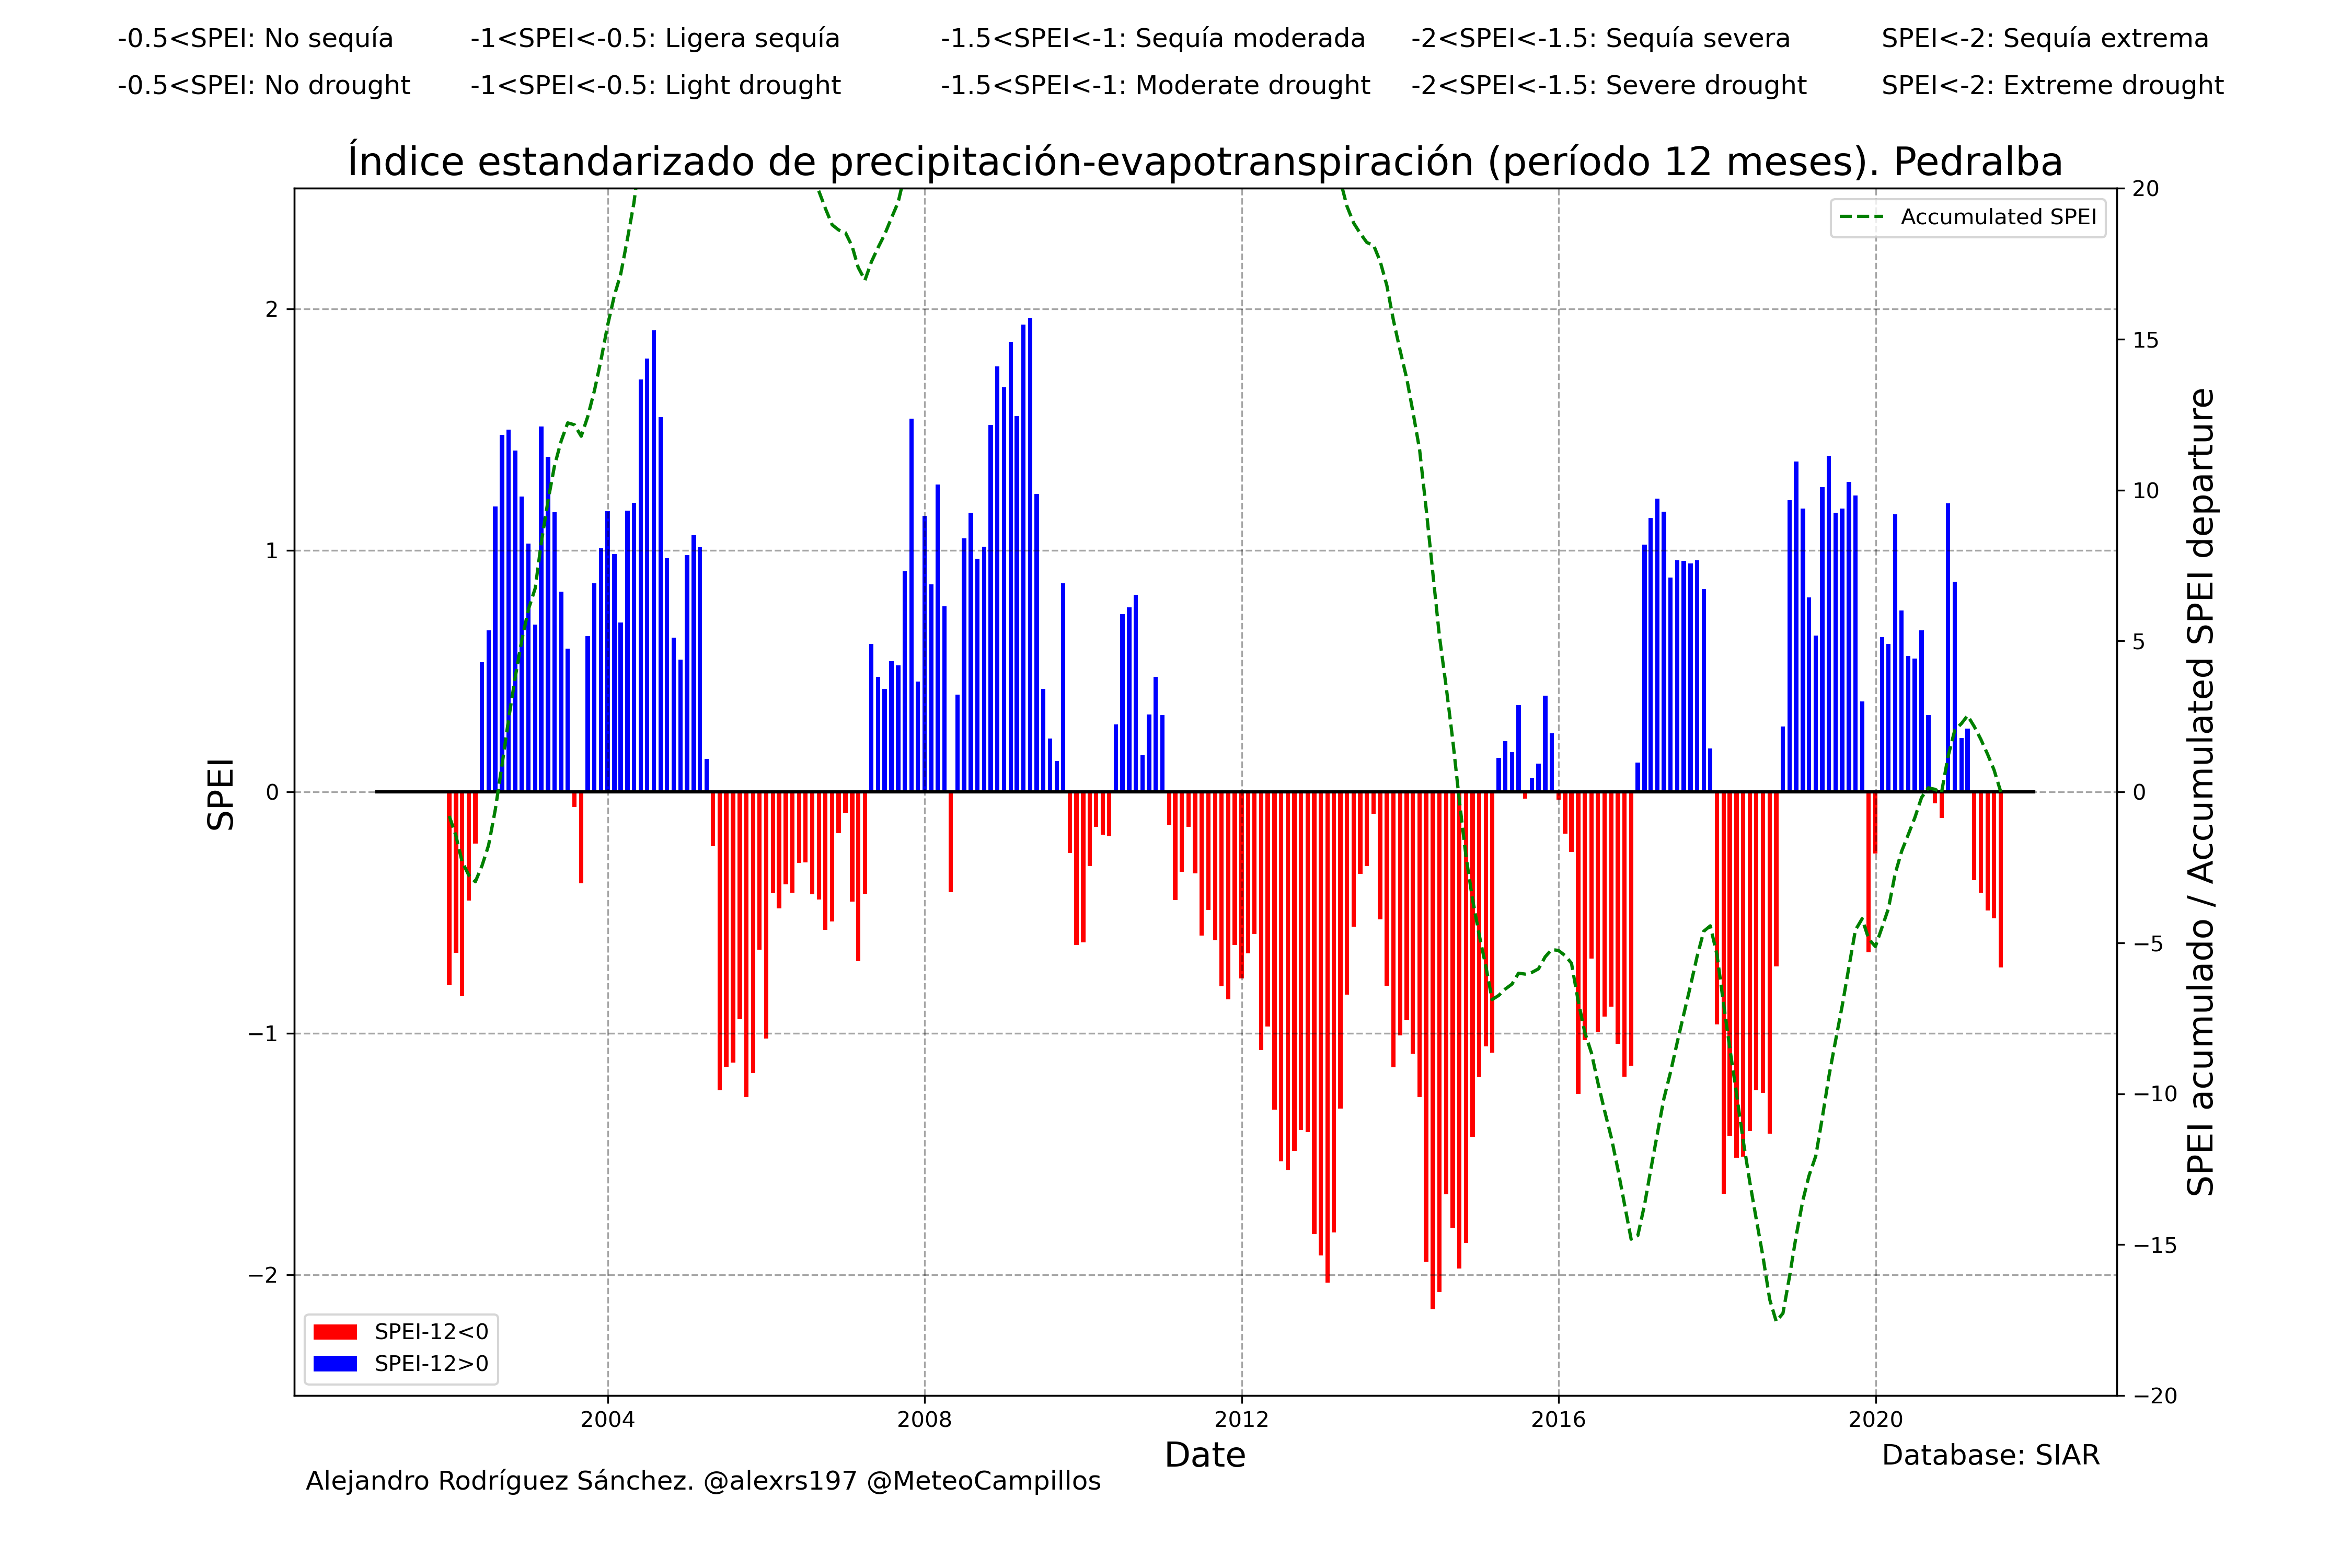 -0.5<SPEI: No sequía -1<SPEI<-0.5: Ligera sequía -1.5<SPEI<-1: Sequía moderada -2<SPEI<-1.5: Sequía severa SPEI<-2: Sequía extrema
-0.5<SPEI: No drought -1<SPEI<-0.5: Light drought -1.5<SPEI<-1: Moderate drought -2<SPEI<-1.5: Severe drought SPEI<-2: Extreme drought
Índice estandarizado de precipitación-evapotranspiración (período 12 meses). Pedralba
Accumulated SPEI
SPEI
2
1
0
−1
−2
20
15
10
5
0
−5
−10
−15
−20
SPEI acumulado / Accumulated SPEI departure
SPEI-12<0
SPEI-12>0
2004 2008 2012 2016 2020
Date
Database: SIAR
Alejandro Rodríguez Sánchez. @alexrs197 @MeteoCampillos